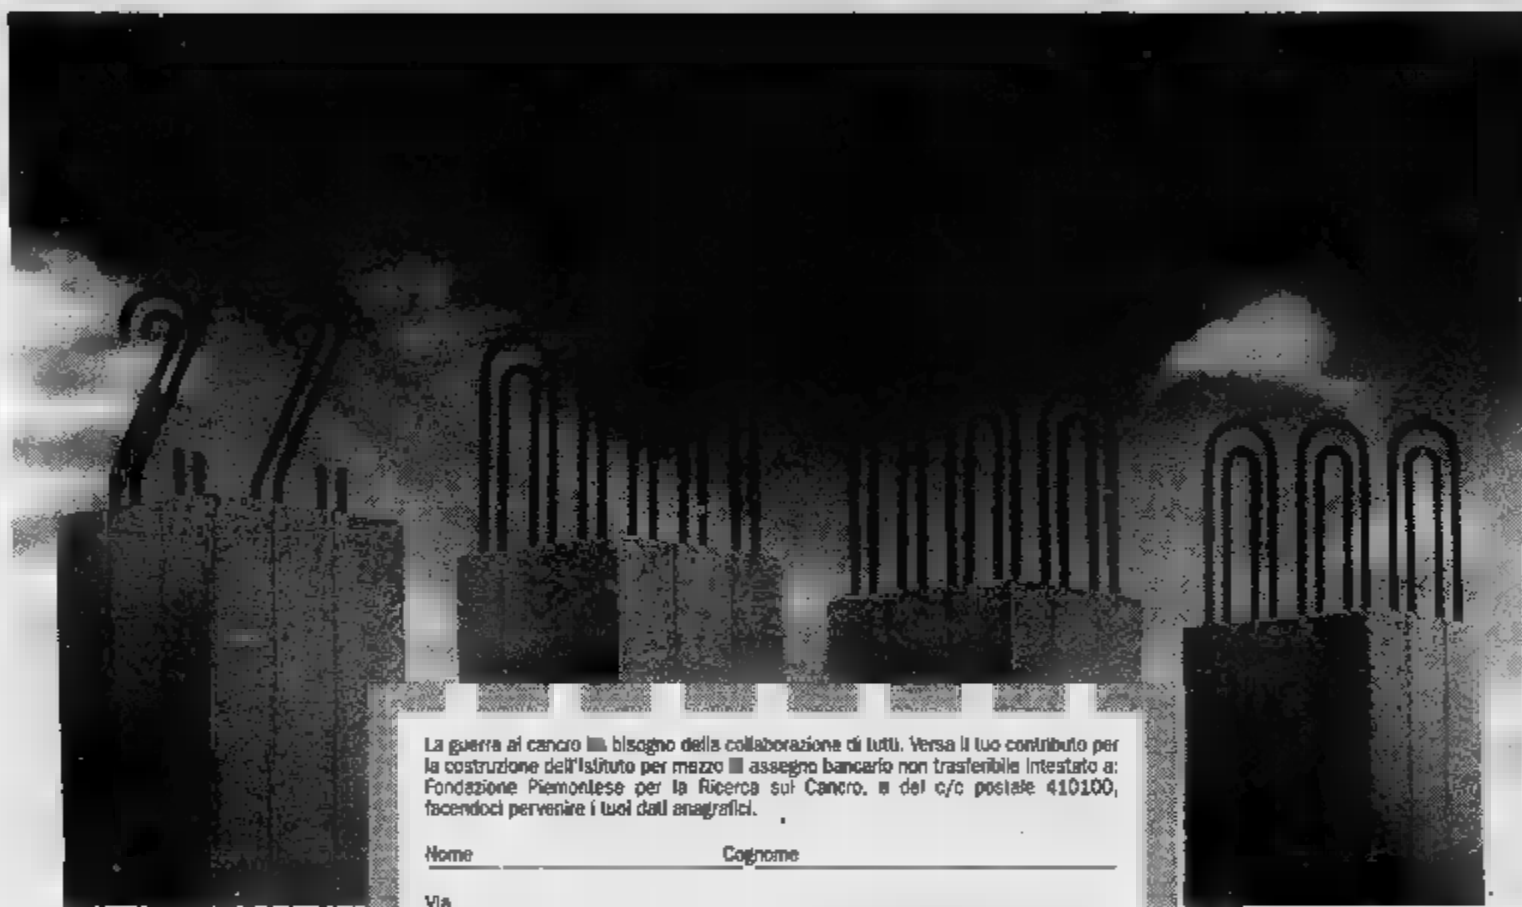 La guerra al cancro bisogno della collaborazione di tutti. Versa il tuo contributo per
la costruzione dell'Istituto per mezzo assegno bancario non trasferibile intestato a:
Fondazione Piemontese per la Ricerca sul Cancro, o del c/c postale 410100,
facendoci pervenire i tuoi dati anagrafici.
Nome Cognome
Via